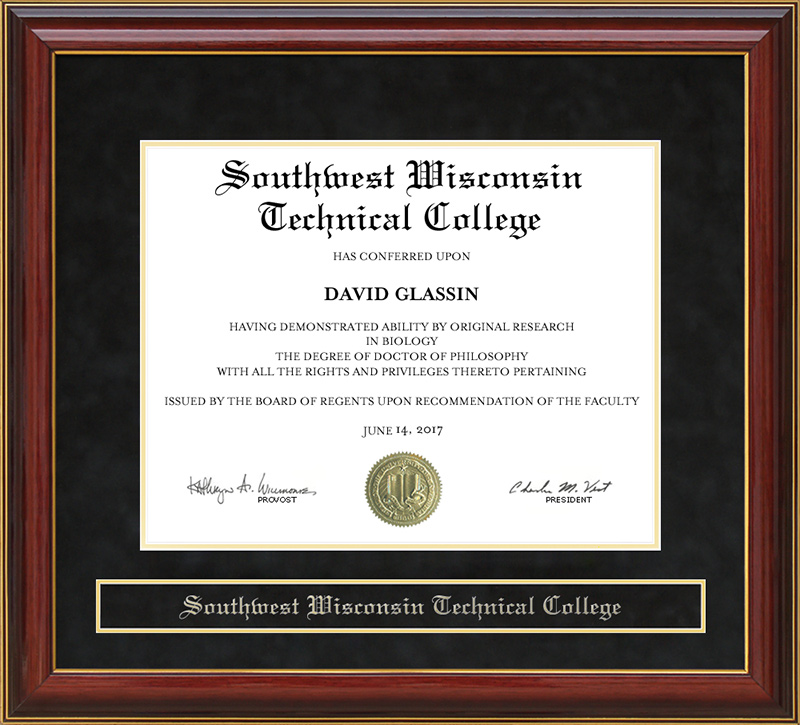 Southwest Wisconsin
Technical College
HAS CONFERRED UPON
DAVID GLASSIN
HAVING DEMONSTRATED ABILITY BY ORIGINAL RESEARCH
IN BIOLOGY
THE DEGREE OF DOCTOR OF PHILOSOPHY
WITH ALL THE RIGHTS AND PRIVILEGES THERETO PERTAINING
ISSUED BY THE BOARD OF REGENTS UPON RECOMMENDATION OF THE FACULTY
JUNE 14, 2017
Charles M. Vest
PROVOST
PRESIDENT
Southwest Wisconsin Technical College